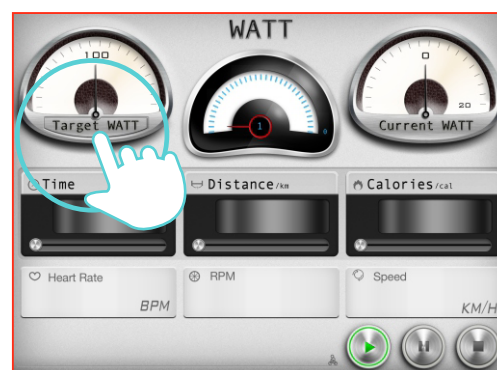 WATT
100
Target WATT
1
0
0
20
Current WATT
Time
Distance/km
Calories/cal
Heart Rate
BPM
RPM
Speed
KM/H